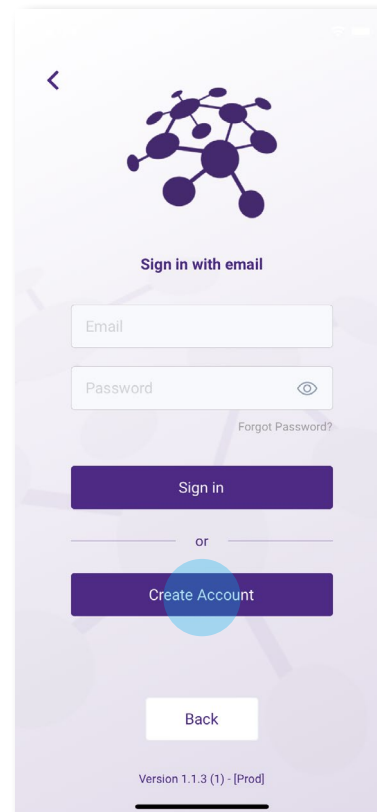 Sign in with email
Email
Password
Forgot Password?
Sign in
or
Create Account
Back
Version 1.1.3 (1) - [Prod]